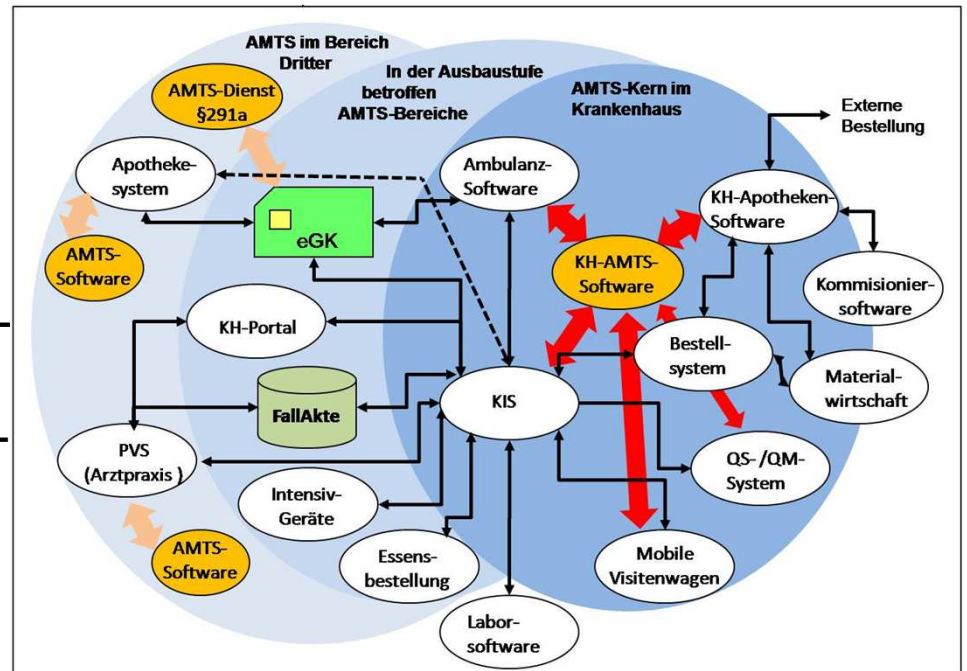 AMTS im Bereich
Dritter
In der Ausbaustufe
betroffen
AMTS-Bereiche
AMTS-Kern im
Krankenhaus
AMTS-Dienst
§291a
Externe
Bestellung
Apotheke-
system
Ambulanz-
Software
KH-Apotheken-
Software
eGK
AMTS-
Software
KH-AMTS-
Software
Kommisionier-
software
KH-Portal
Bestell-
system
Material-
wirtschaft
FallAkte
KIS
PVS
(Arztpraxis )
QS- /QM-
System
Intensiv-
Geräte
AMTS-
Software
Essens-
bestellung
Mobile
Visitenwagen
Labor-
software